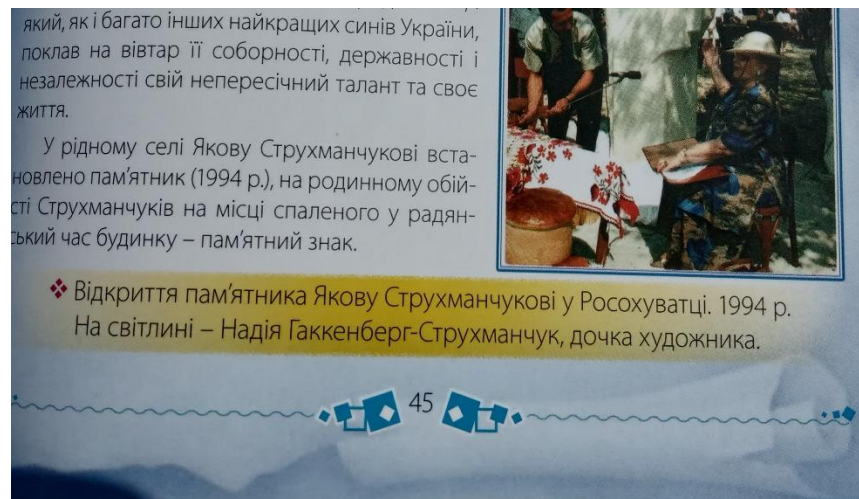 який, як і багато інших найкращих синів України,
поклав на вівтар її соборності, державності і
незалежності свій непересічний талант та своє
життя.
У рідному селі Якову Струхманчукові вста-
новлено пам'ятник (1994 р.), на родинному обій-
сті Струхманчуків на місці спаленого у радян-
ський час будинку – пам'ятний знак.
❖ Відкриття пам'ятника Якову Струхманчукові у Росохуватці. 1994 р.
На світлині – Надія Гаккенберг-Струхманчук, дочка художника.
45